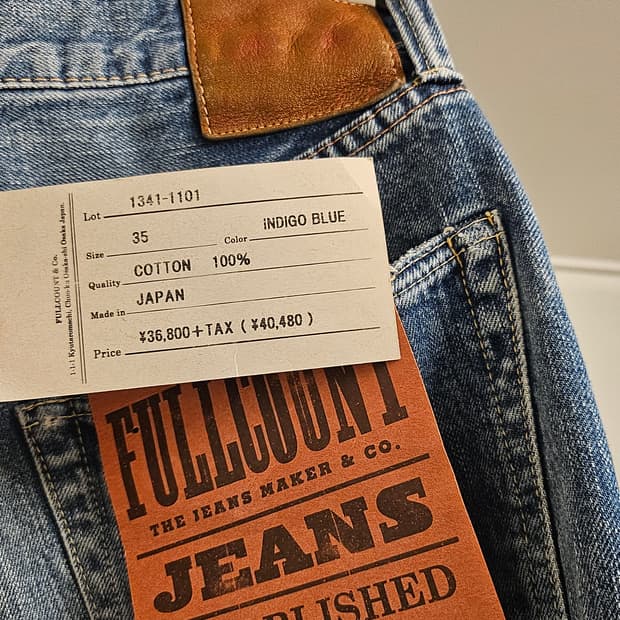 Lot 1341-1101
Size 35 Color INDIGO BLUE
Quality COTTON 100%
Made in JAPAN
Price ¥36,800+TAX (¥40,480)
FULLCOUNT & Co.
FULLCOUNT
THE JEANS MAKER & CO.
JEANS